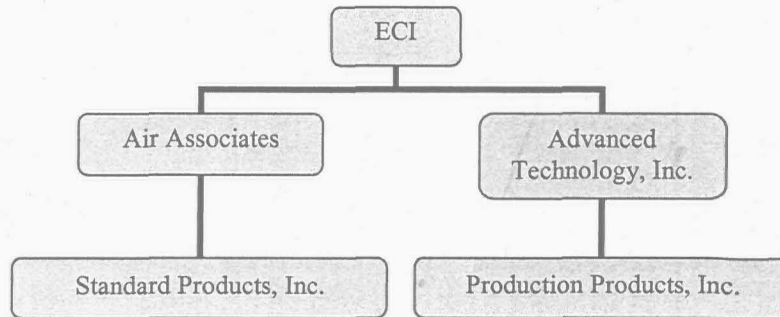 ECI
Air Associates
Advanced
Technology, Inc.
Standard Products, Inc.
Production Products, Inc.